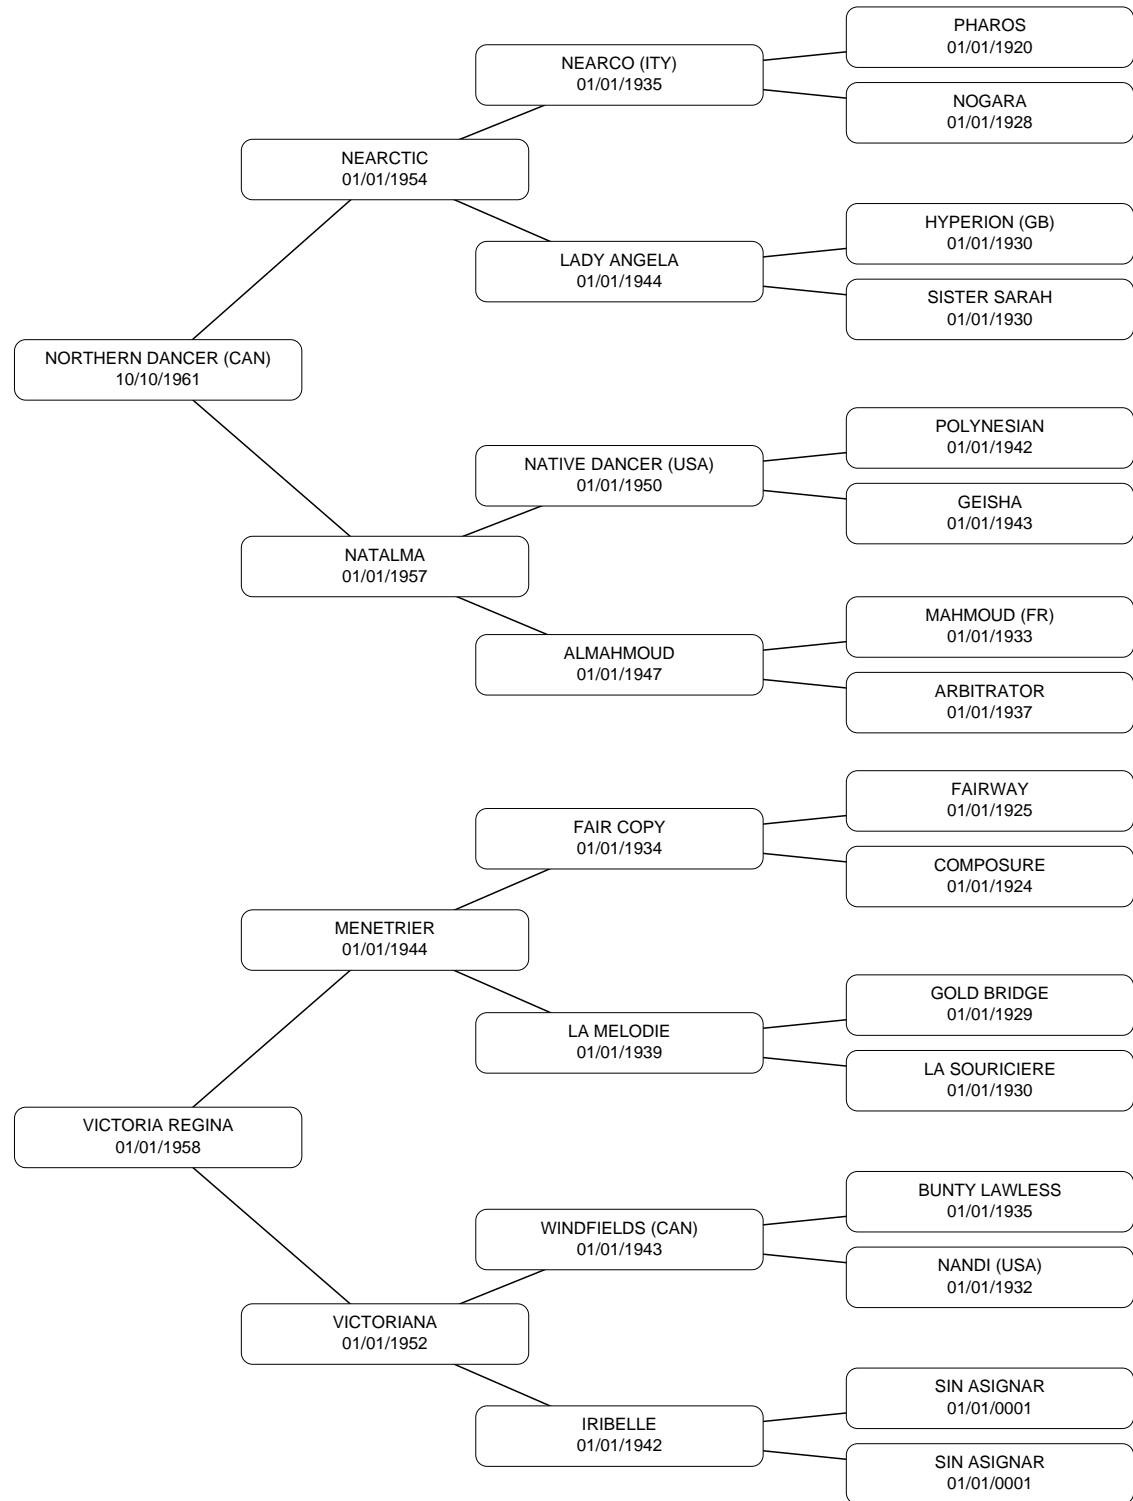 PHAROS
01/01/1920
NEARCO (ITY)
01/01/1935
NOGARA
01/01/1928
NEARCTIC
01/01/1954
HYPERION (GB)
01/01/1930
LADY ANGELA
01/01/1944
SISTER SARAH
01/01/1930
NORTHERN DANCER (CAN)
10/10/1961
POLYNESIAN
01/01/1942
NATIVE DANCER (USA)
01/01/1950
GEISHA
01/01/1943
NATALMA
01/01/1957
MAHMOUD (FR)
01/01/1933
ALMAHMOUD
01/01/1947
ARBITRATOR
01/01/1937
FAIRWAY
01/01/1925
FAIR COPY
01/01/1934
COMPOSURE
01/01/1924
MENETRIER
01/01/1944
GOLD BRIDGE
01/01/1929
LA MELODIE
01/01/1939
LA SOURICIERE
01/01/1930
VICTORIA REGINA
01/01/1958
BUNTY LAWLESS
01/01/1935
WINDFIELDS (CAN)
01/01/1943
NANDI (USA)
01/01/1932
VICTORIANA
01/01/1952
SIN ASIGNAR
01/01/0001
IRIBELLE
01/01/1942
SIN ASIGNAR
01/01/0001